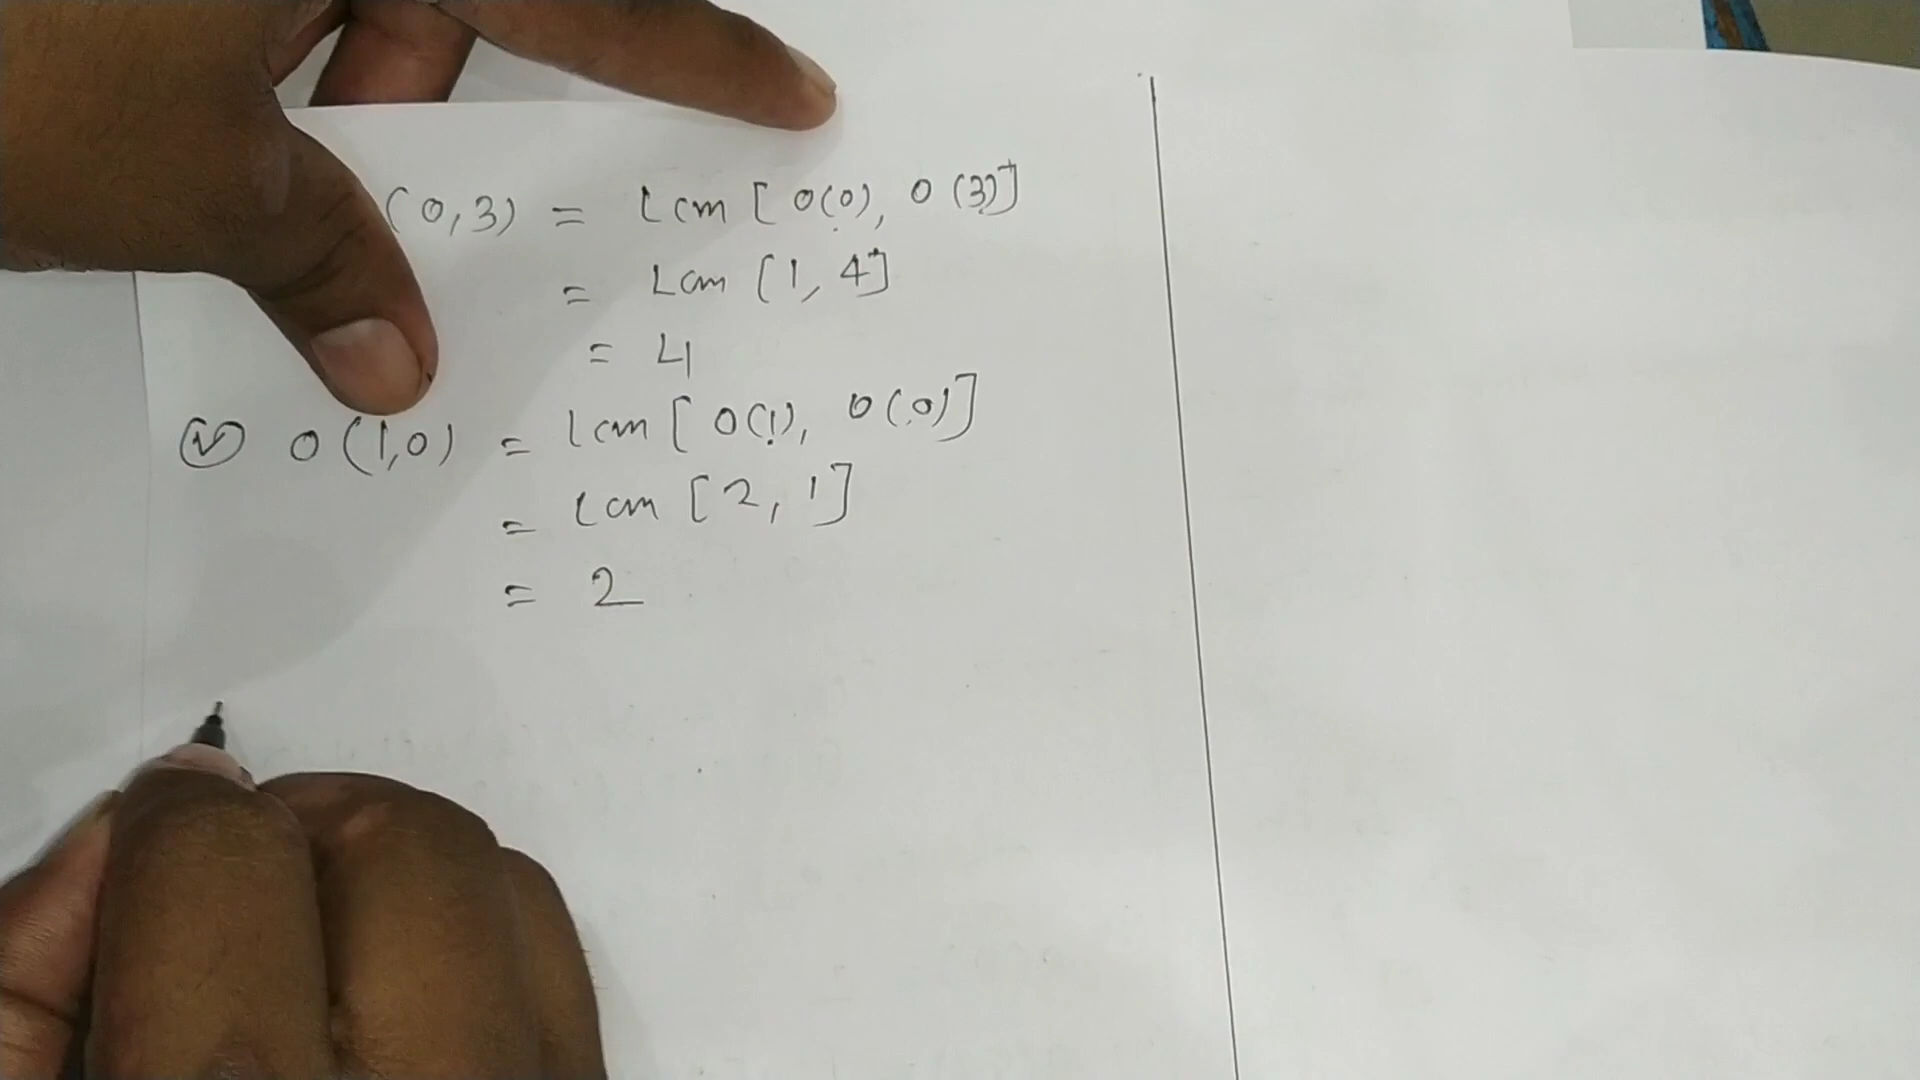 (0,3) = Lcm [ 0(0), 0 (3)]
= Lcm [1, 4]
= 4
(v) 0 (1,0) = lcm [ 0(1), 0(0)]
= Lcm [2, 1]
= 2